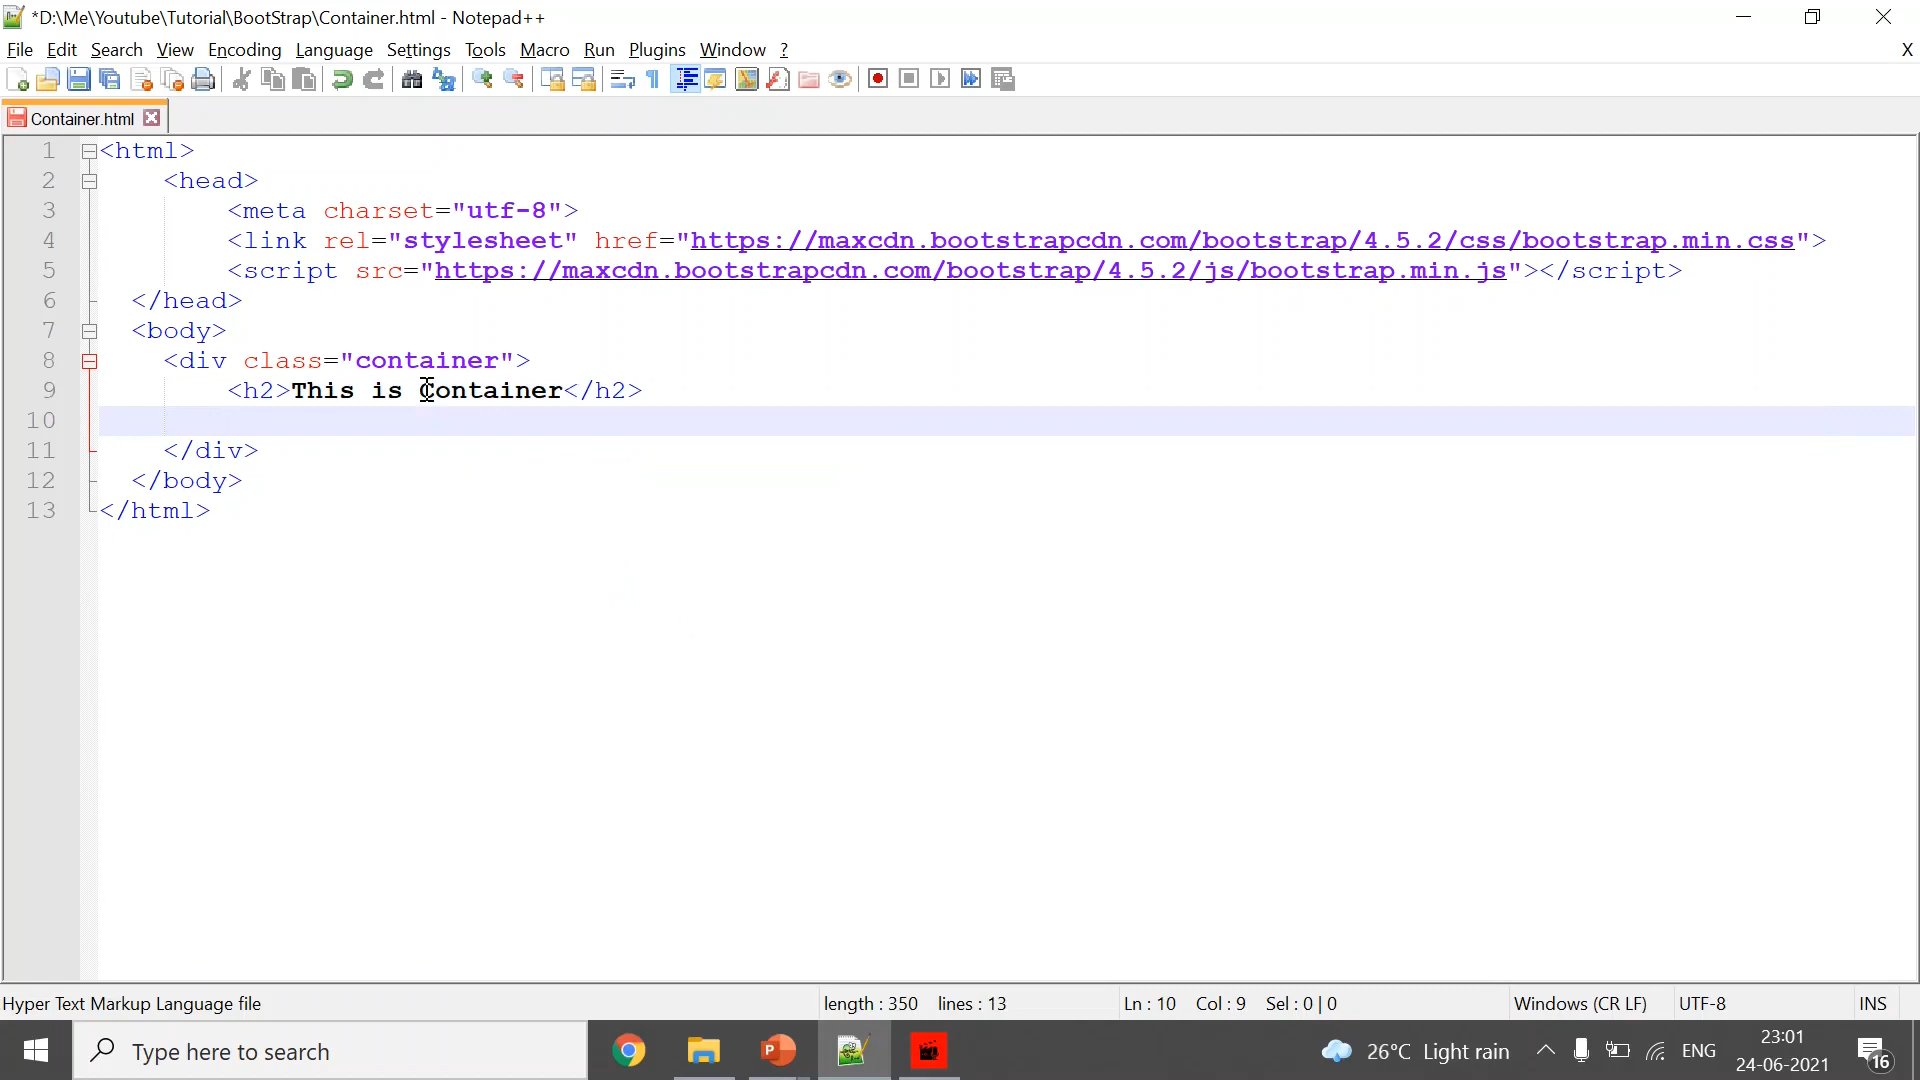 *D:\Me\Youtube\Tutorial\BootStrap\Container.html - Notepad++
File Edit Search View Encoding Language Settings Tools Macro Run Plugins Window ? X
Container.html
1 <html>
2 <head>
3 <meta charset="utf-8">
4 <link rel="stylesheet" href="https://maxcdn.bootstrapcdn.com/bootstrap/4.5.2/css/bootstrap.min.css">
5 <script src="https://maxcdn.bootstrapcdn.com/bootstrap/4.5.2/js/bootstrap.min.js"></script>
6 </head>
7 <body>
8 <div class="container">
9 <h2>This is Container</h2>
10
11 </div>
12 </body>
13 </html>
Hyper Text Markup Language file length : 350 lines : 13 Ln : 10 Col : 9 Sel : 0 | 0 Windows (CR LF) UTF-8 INS
Type here to search 26°C Light rain ENG 23:01 24-06-2021 16